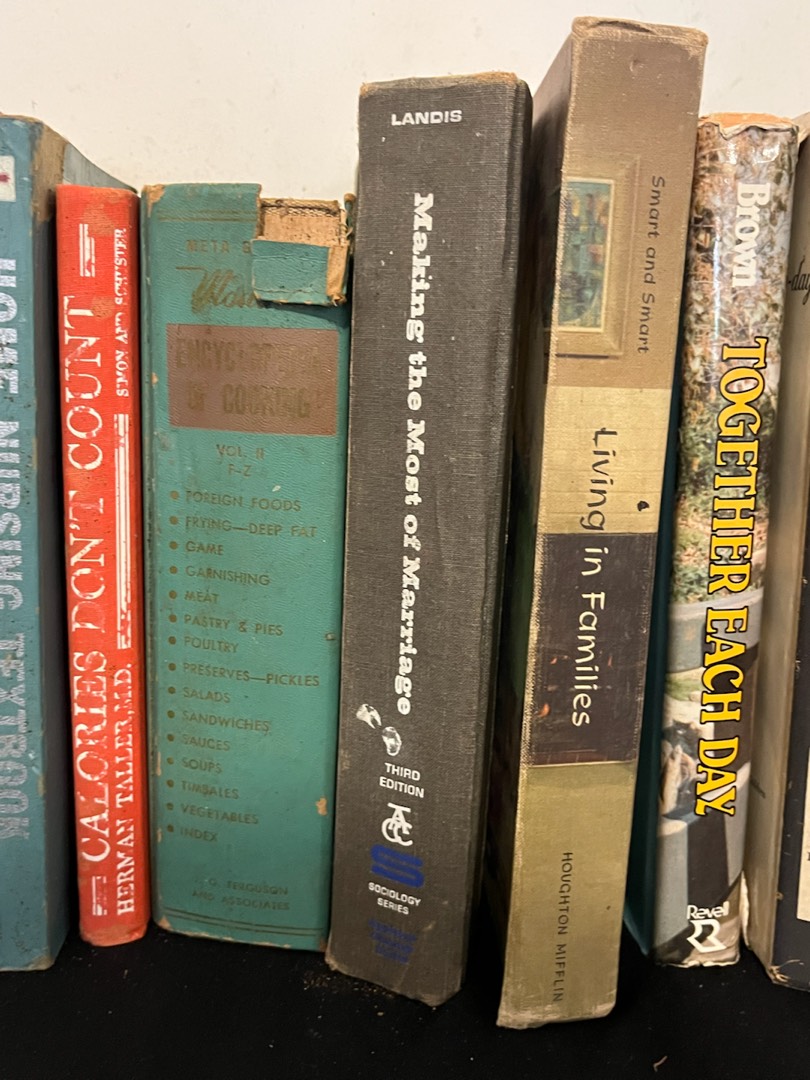 HOME NURSING TEXTBOOK
CALORIES DON'T COUNT
HERMAN TALLER, M.D.
SIMON AND SCHUSTER
META
ENCYCLOPEDIA
OF COOKING
VOL. II
F-Z
• FOREIGN FOODS
• FRYING—DEEP FAT
• GAME
• GARNISHING
• MEAT
• PASTRY & PIES
• POULTRY
• PRESERVES—PICKLES
• SALADS
• SANDWICHES
• SAUCES
• SOUPS
• TIMBALES
• VEGETABLES
• INDEX
G. FERGUSON
AND ASSOCIATES
LANDIS
Making the Most of Marriage
THIRD
EDITION
ACC
SOCIOLOGY
SERIES
Smart and Smart
Living in Families
HOUGHTON MIFFLIN
Brown
TOGETHER EACH DAY
Revell
R